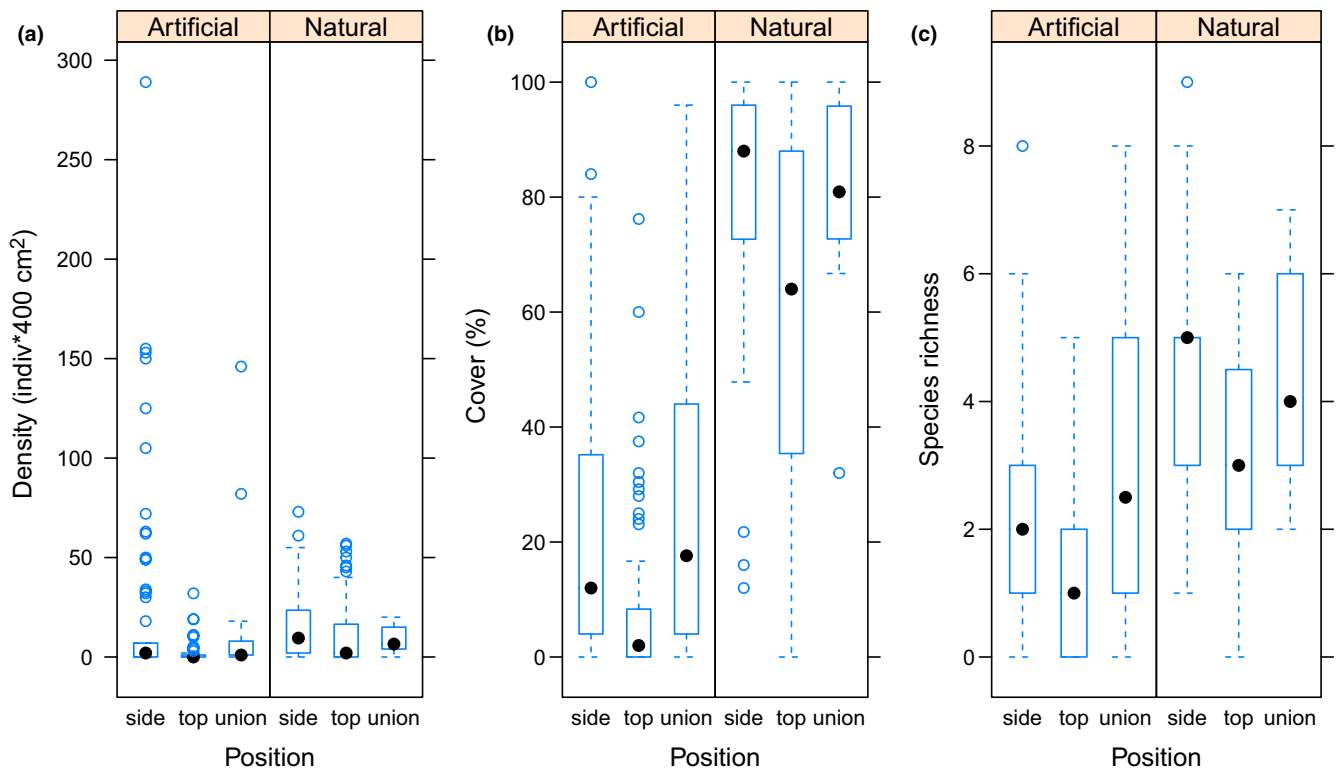 (a)
Artificial Natural
Density (indiv*400 cm²)
300
250
200
150
100
50
0
side top union side top union
Position
(b)
Artificial Natural
Cover (%)
100
80
60
40
20
0
side top union side top union
Position
(c)
Artificial Natural
Species richness
8
6
4
2
0
side top union side top union
Position